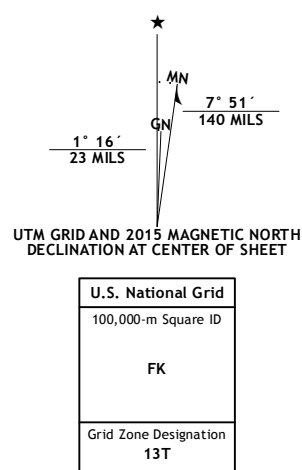 ★
MN
7° 51´
140 MILS
GN
1° 16´
23 MILS
UTM GRID AND 2015 MAGNETIC NORTH
DECLINATION AT CENTER OF SHEET
U.S. National Grid
100,000-m Square ID
FK
Grid Zone Designation
13T